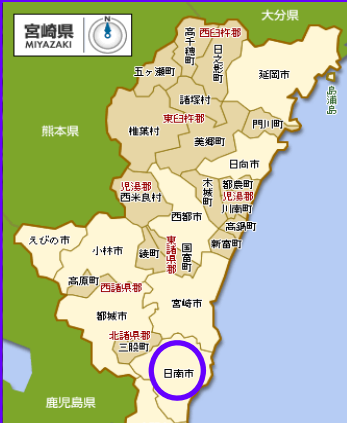 宮崎県
MIYAZAKI
大分県
高千穂町
西臼杵郡
日之影町
五ヶ瀬町
延岡市
島浦島
諸塚村
東臼杵郡
門川町
熊本県
椎葉村
美郷町
日向市
児湯郡
西米良村
木城町
都農町
児湯郡
川南町
西都市
高鍋町
えびの市
小林市
綾町
東諸県郡
国富町
新富町
高原町
西諸県郡
宮崎市
都城市
北諸県郡
三股町
日南市
鹿児島県